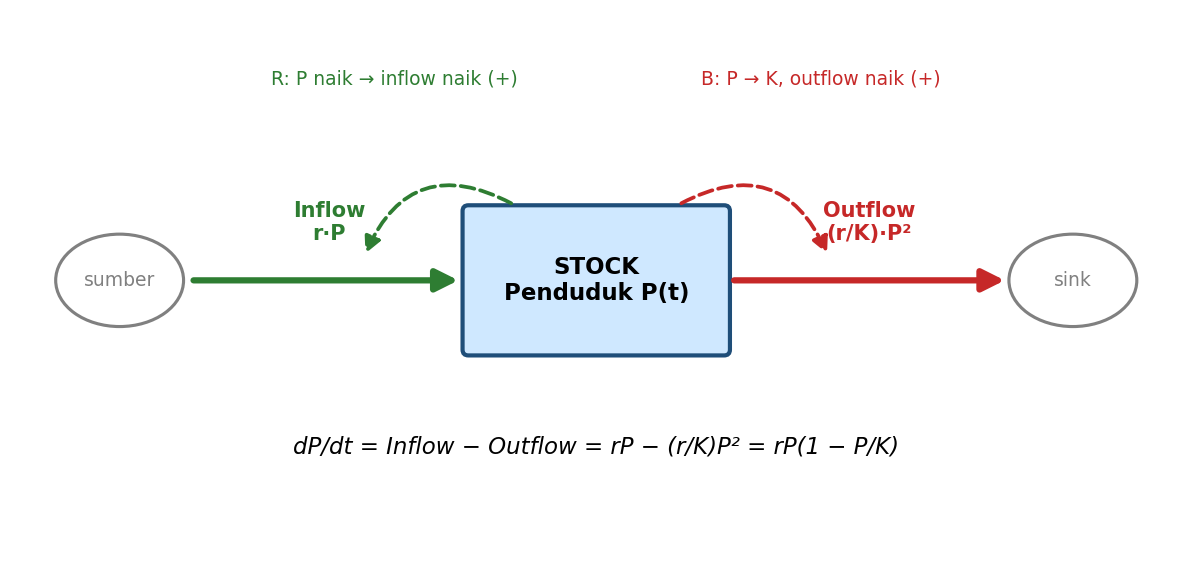 R: P naik → inflow naik (+)
B: P → K, outflow naik (+)
Inflow
r·P
Outflow
(r/K)·P²
sumber
STOCK
Penduduk P(t)
sink
dP/dt = Inflow − Outflow = rP − (r/K)P² = rP(1 − P/K)